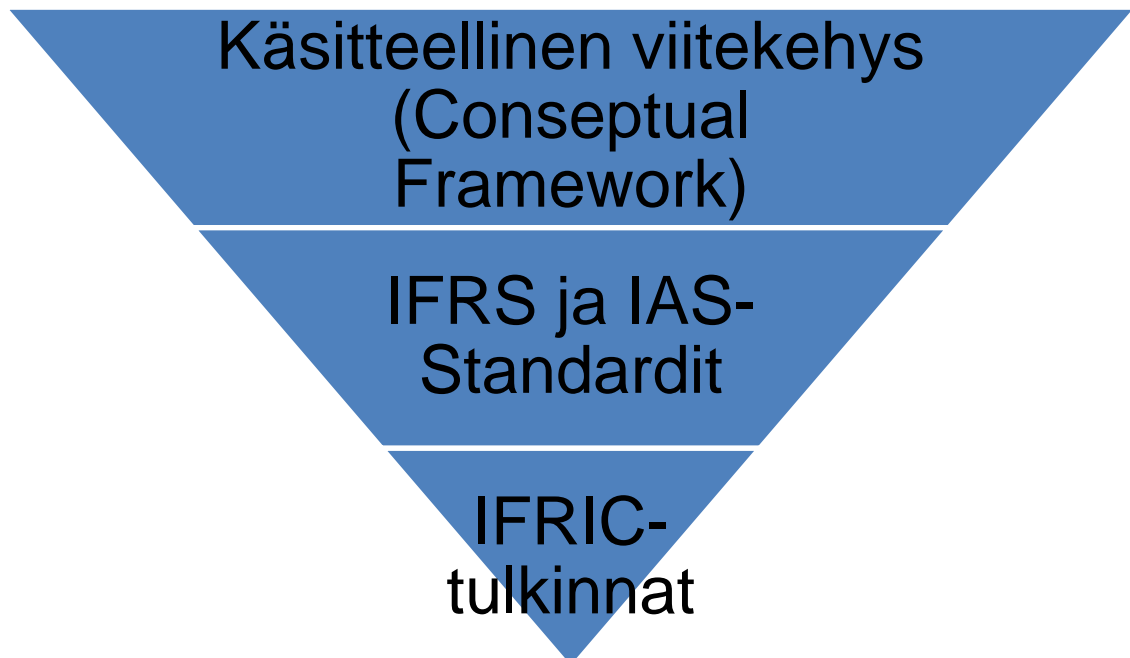 Käsitteellinen viitekehys
(Conseptual
Framework)
IFRS ja IAS-
Standardit
IFRIC-
tulkinnat